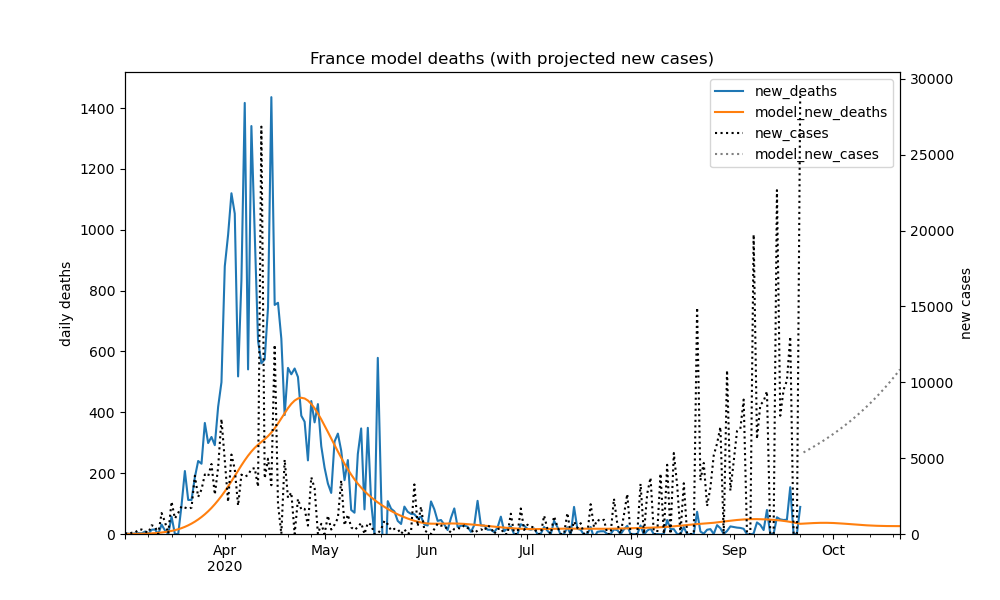 France model deaths (with projected new cases)
new_deaths
model_new_deaths
new_cases
model_new_cases
daily deaths
1400
1200
1000
800
600
400
200
0
new cases
30000
25000
20000
15000
10000
5000
0
Apr
2020
May
Jun
Jul
Aug
Sep
Oct